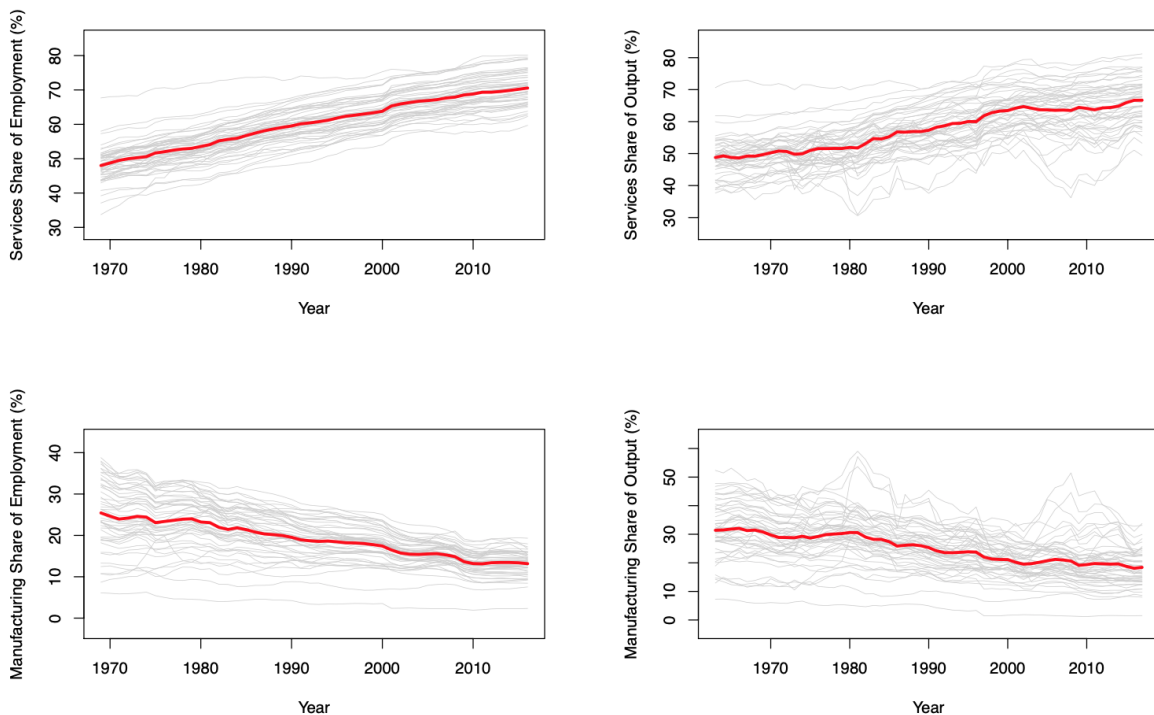 Services Share of Employment (%)
80
70
60
50
40
30
1970 1980 1990 2000 2010
Year
Services Share of Output (%)
80
70
60
50
40
30
1970 1980 1990 2000 2010
Year
Manufacturing Share of Employment (%)
40
30
20
10
0
1970 1980 1990 2000 2010
Year
Manufacturing Share of Output (%)
50
30
10
0
1970 1980 1990 2000 2010
Year